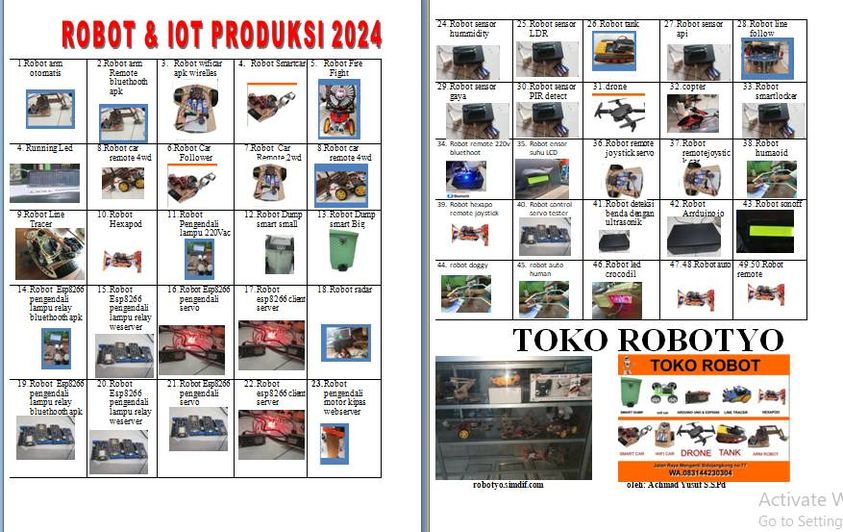 ROBOT & IOT PRODUKSI 2024
1.Robot arm otomatis
2.Robot arm Remote bluethooth apk
3. Robot wificar apk wirelles
4. Robot Smartcar
5. Robot Fire Fight
4. Running Led
8.Robot car remote 4wd
6.Robot Car Follower
7.Robot Car Remote 2wd
8.Robot car remote 4wd
9.Robot Line Tracer
10.Robot Hexapod
11.Robot Pengendali lampu 220Vac
12.Robot Dump smart small
13.Robot Dump smart Big
14.Robot Esp8266 pengendali lampu relay bluethooth apk
15.Robot Esp8266 pengendali lampu relay weserver
16.Robot Esp8266 pengendali servo
17.Robot esp8266 client server
18.Robot radar
19.Robot Esp8266 pengendali lampu relay bluethooth apk
20.Robot Esp8266 pengendali lampu relay weserver
21.Robot Esp8266 pengendali servo
22.Robot esp8266 client server
23.Robot pengendali motor kipas webserver
24.Robot sensor hummidity
25.Robot sensor LDR
26.Robot tank
27.Robot sensor api
28.Robot line follow
29.Robot sensor gaya
30.Robot sensor PIR detect
31.drone
32.copter
33.Robot smartlocker
34. Robot remote 220v bluethoot
35. Robot ensor suhu LCD
36.Robot remote joystick servo
37.Robot remotejoystic
38.Robot humaoid
39. Robot hexapo remote joystick
40. Robot control servo tester
41.Robot deteksi benda dengan ultrasonik
42.Robot Arrduino io
43.Robot sonoff
44. robot doggy
45. robot auto human
46.Robot led crocodil
47.48.Robot auto
49.50.Robot remote
TOKO ROBOTYO
TOKO ROBOT
SMART DUMP
LINE TRACER
HEXAPOD
SMART CAR
WIFI CAR
DRONE
TANK
ARM ROBOT
Jalan Raya Menganti Sidojangkung no 77
WA.083144230304
robotyo.simdif.com
oleh: Achmad Yusuf S.S.Pd
Activate W
Go to Setting